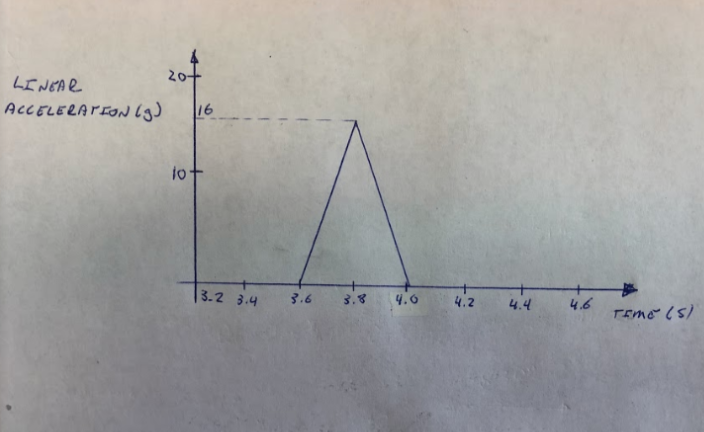 20
LINEAR
ACCELERATION (g)
16
10
3.2 3.4 3.6 3.8 4.0 4.2 4.4 4.6
TIME (S)